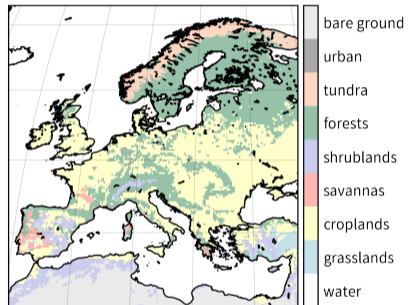 bare ground
urban
tundra
forests
shrublands
savannas
croplands
grasslands
water